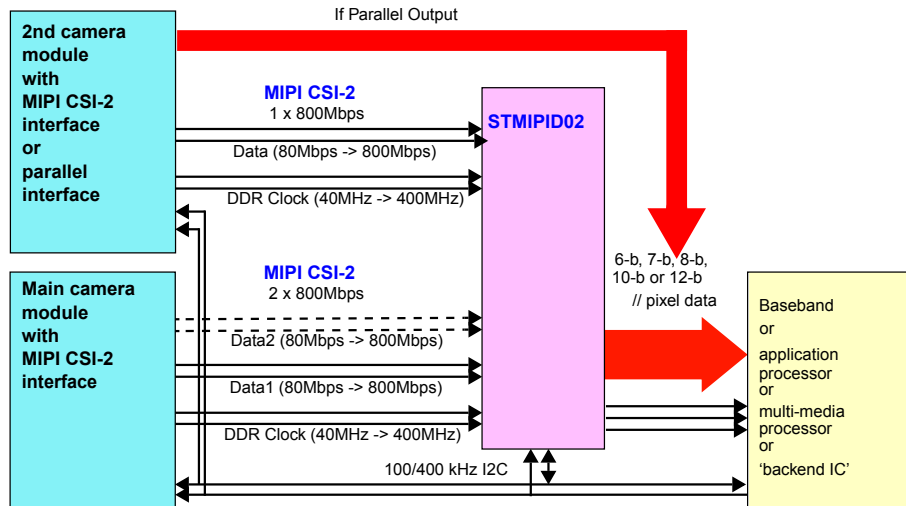 If Parallel Output
2nd camera
module
with
MIPI CSI-2
interface
or
parallel
interface
MIPI CSI-2
1 x 800Mbps
Data (80Mbps -> 800Mbps)
DDR Clock (40MHz -> 400MHz)
STMIPID02
6-b, 7-b, 8-b,
10-b or 12-b
// pixel data
Main camera
module
with
MIPI CSI-2
interface
MIPI CSI-2
2 x 800Mbps
Data2 (80Mbps -> 800Mbps)
Data1 (80Mbps -> 800Mbps)
DDR Clock (40MHz -> 400MHz)
100/400 kHz I2C
Baseband
or
application
processor
or
multi-media
processor
or
‘backend IC’